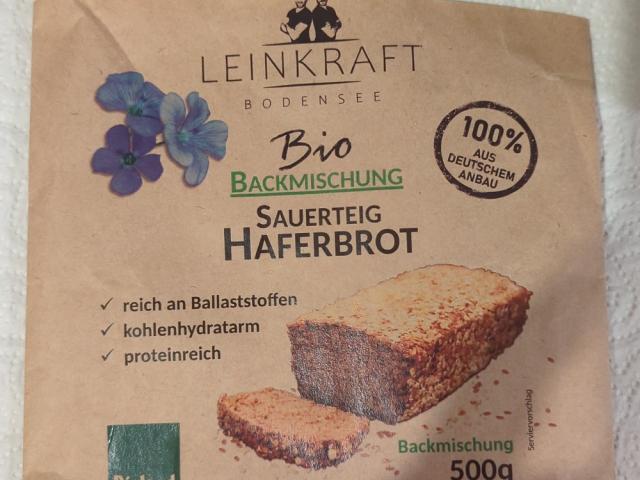 LEINKRAFT
BODENSEE
Bio
BACKMISCHUNG
100%
AUS
DEUTSCHEM
ANBAU
SAUERTEIG
HAFERBROT
✓ reich an Ballaststoffen
✓ kohlenhydratarm
✓ proteinreich
Serviervorschlag
Backmischung
500g